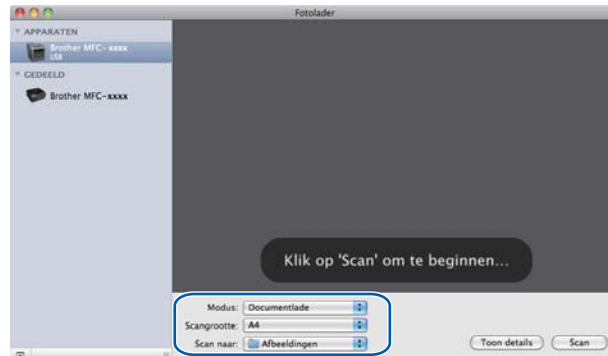 Fotolader
APPARATEN
Brother MFC-xxxx
USB
GEDEELD
Brother MFC-xxxx
Klik op 'Scan' om te beginnen...
Modus: Documentlade
Scangrootte: A4
Scan naar: Afbeeldingen
Toon details Scan